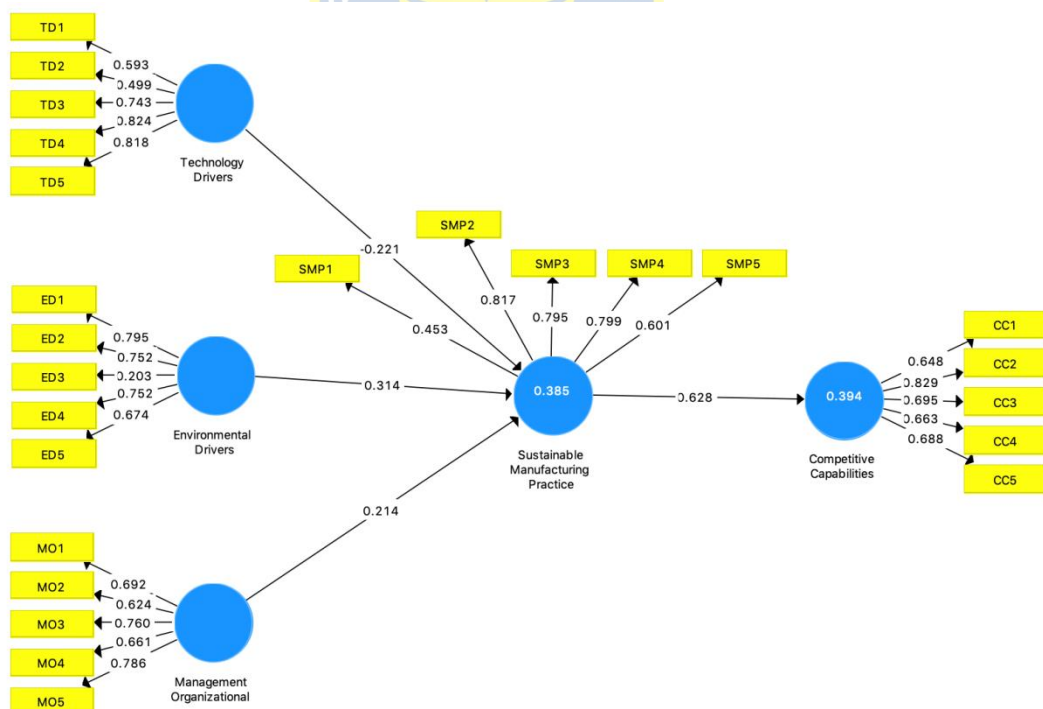 TD1
TD2
TD3
TD4
TD5
0.593
0.499
0.743
0.824
0.818
Technology
Drivers
-0.221
SMP1
SMP2
SMP3
SMP4
SMP5
0.453
0.817
0.795
0.799
0.601
ED1
ED2
ED3
ED4
ED5
0.795
0.752
0.203
0.752
0.674
Environmental
Drivers
0.314
0.385
Sustainable
Manufacturing
Practice
0.628
0.394
Competitive
Capabilities
0.648
0.829
0.695
0.663
0.688
CC1
CC2
CC3
CC4
CC5
0.214
MO1
MO2
MO3
MO4
MO5
0.692
0.624
0.760
0.661
0.786
Management
Organizational